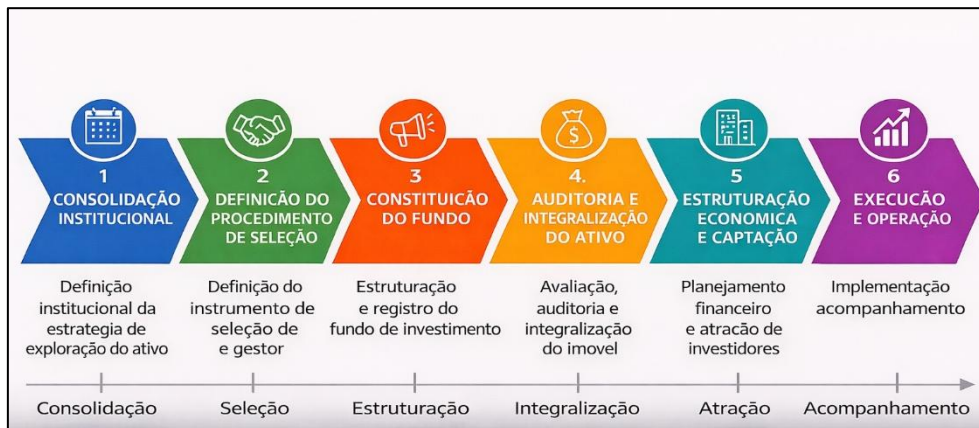 1
CONSOLIDAÇÃO
INSTITUCIONAL
2
DEFINICÃO DO
PROCEDIMENTO
DE SELEÇÃO
3
CONSTITUICÃO
DO FUNDO
4.
AUDITORIA E
INTEGRALIZAÇÃO
DO ATIVO
5
ESTRUTURAÇÃO
ECONOMICA
E CAPTAÇÃO
6
EXECUCÃO
E OPERAÇÃO
Definição
institucional da
estrategia de
exploração do ativo
Definição do
instrumento de
seleção de
e gestor
Estruturação
e registro do
fundo de investimento
Avaliação,
auditoria e
integralização
do imovel
Planejamento
financeiro
e atracão de
investidores
Implementação
acompanhamento
Consolidação
Seleção
Estruturação
Integralização
Atração
Acompanhamento